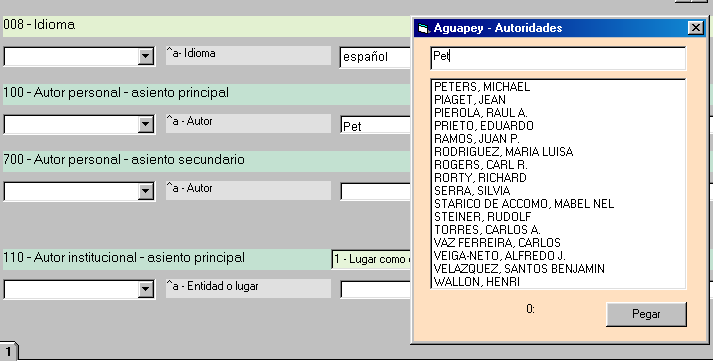 008 - Idioma
^a- Idioma
español
100 - Autor personal - asiento principal
^a - Autor
Pet
700 - Autor personal - asiento secundario
^a - Autor
110 - Autor institucional - asiento principal
1 - Lugar como
^a - Entidad o lugar
1
Aguapey - Autoridades
Pet
PETERS, MICHAEL
PIAGET, JEAN
PIEROLA, RAUL A.
PRIETO, EDUARDO
RAMOS, JUAN P.
RODRIGUEZ, MARIA LUISA
ROGERS, CARL R.
RORTY, RICHARD
SERRA, SILVIA
STARICO DE ACCOMO, MABEL NEL
STEINER, RUDOLF
TORRES, CARLOS A.
VAZ FERREIRA, CARLOS
VEIGA-NETO, ALFREDO J.
VELAZQUEZ, SANTOS BENJAMIN
WALLON, HENRI
0:
Pegar